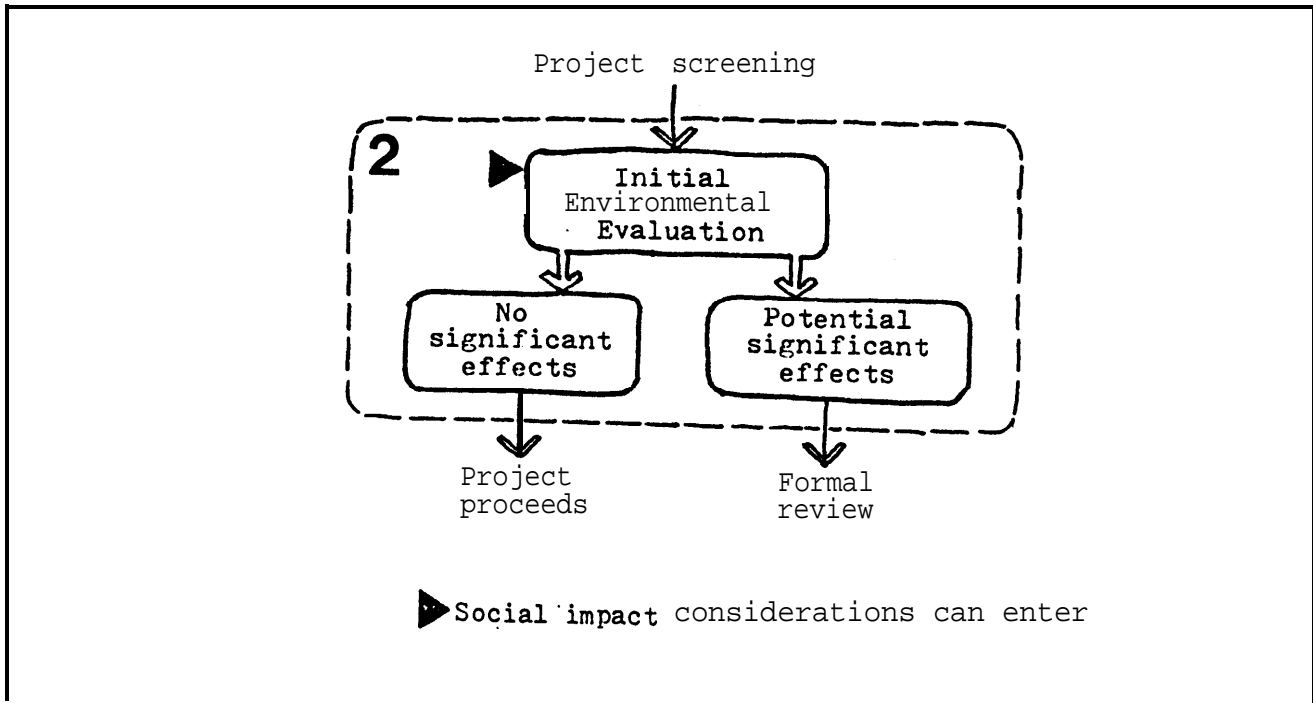 Project screening
2
Initial
Environmental
Evaluation
No
significant
effects
Potential
significant
effects
Project
proceeds
Formal
review
Social impact considerations can enter